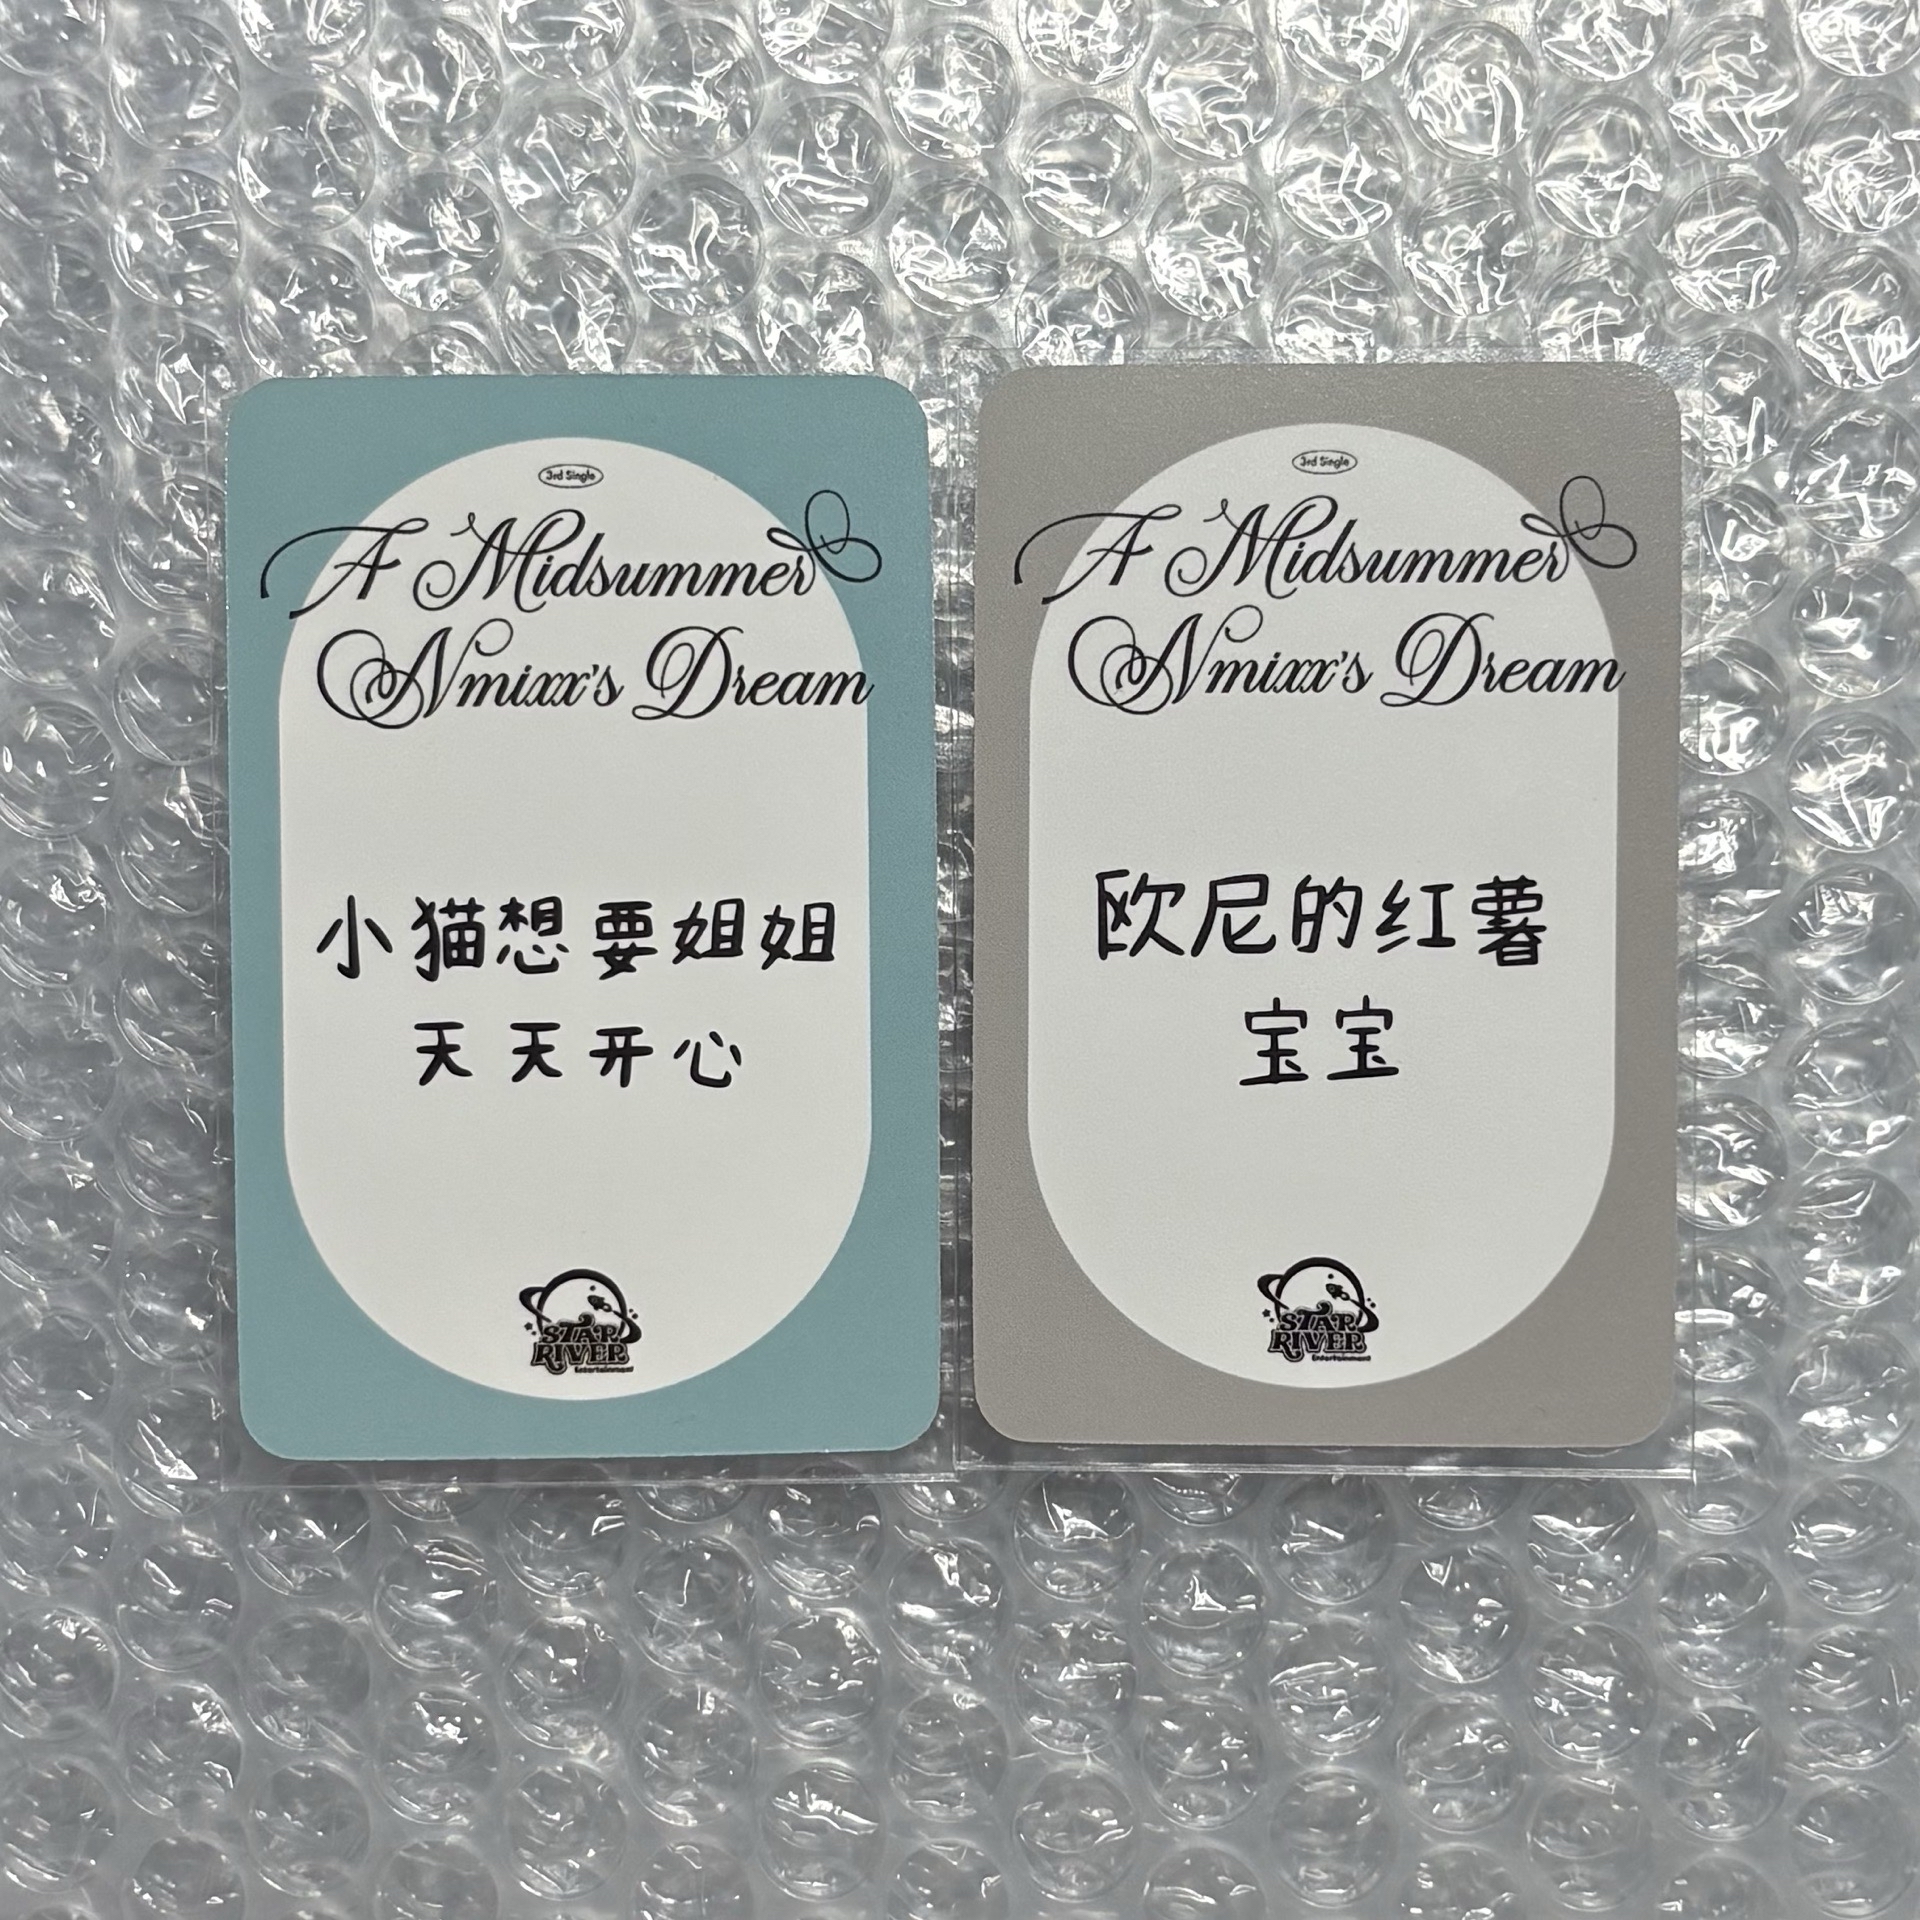 3rd Single
A Midsummer
Nmixx's Dream
小猫想要姐姐
天天开心
STAR
RIVER
Entertainment
3rd Single
A Midsummer
Nmixx's Dream
欧尼的红薯
宝宝
STAR
RIVER
Entertainment